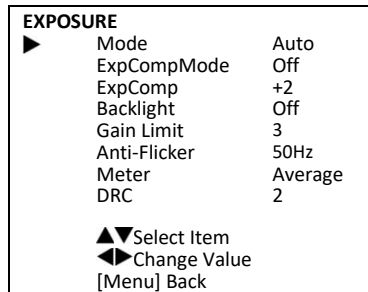 EXPOSURE
▶ Mode Auto
ExpCompMode Off
ExpComp +2
Backlight Off
Gain Limit 3
Anti-Flicker 50Hz
Meter Average
DRC 2
▲▼Select Item
◀▶Change Value
[Menu] Back